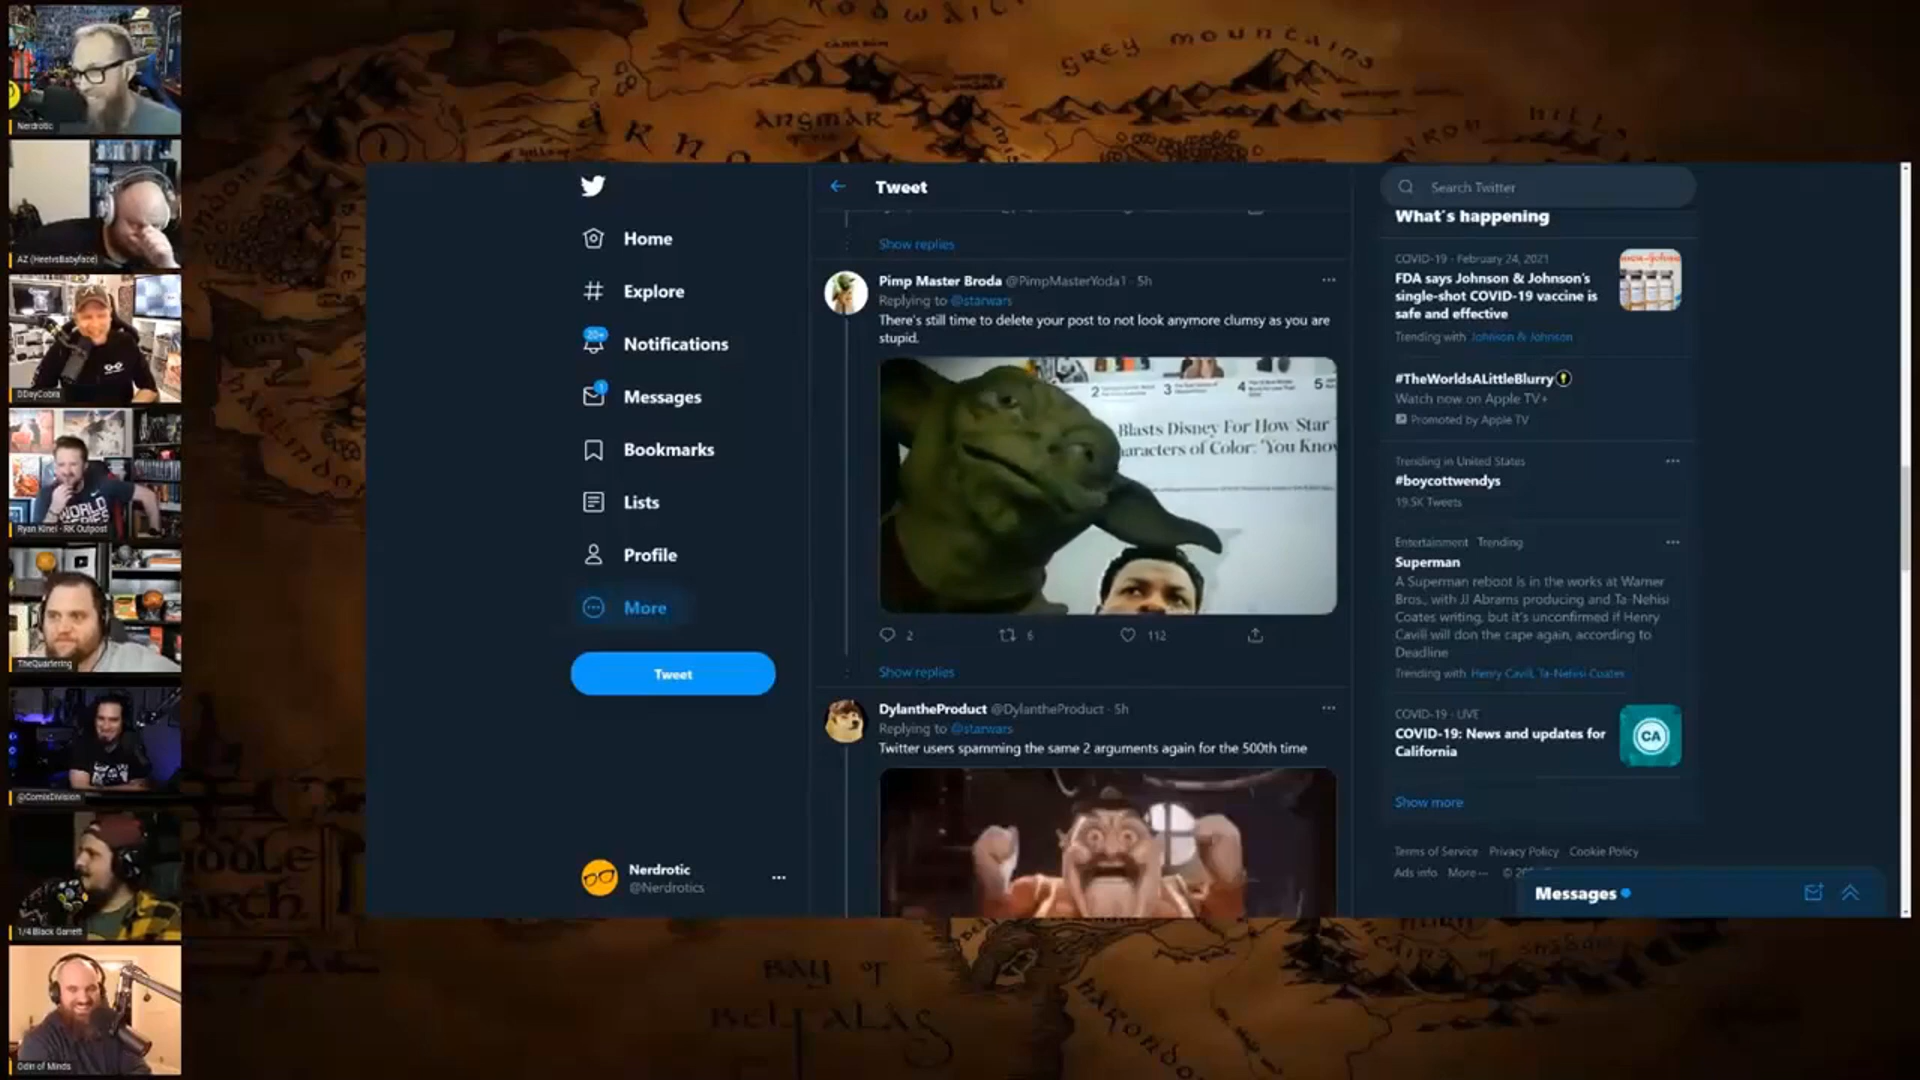 Nerdrotic
AZ (HeelvsBabyface)
DDayCobra
Ryan Kinel - RK Outpost
TheQuartering
@ComixDivision
1/4 Black Garrett
Odin of Minds
GREY MOUNTAINS
ANGMAR
IRON HILLS
BAY OF
BELFALAS
Home
Explore
20+
Notifications
1
Messages
Bookmarks
Lists
Profile
More
Tweet
Nerdrotic
@Nerdrotics
Tweet
Show replies
Pimp Master Broda @PimpMasterYoda1 · 5h
Replying to @starwars
There's still time to delete your post to not look anymore clumsy as you are
stupid.
2 3 4 5
Blasts Disney For How Star
aracters of Color: 'You Know
2 6 112
Show replies
DylantheProduct @DylantheProduct · 5h
Replying to @starwars
Twitter users spamming the same 2 arguments again for the 500th time
Search Twitter
What's happening
COVID-19 · February 24, 2021
FDA says Johnson & Johnson's
single-shot COVID-19 vaccine is
safe and effective
Trending with Johnson & Johnson
#TheWorldsALittleBlurry
Watch now on Apple TV+
Promoted by Apple TV
Trending in United States
#boycottwendys
19.5K Tweets
Entertainment · Trending
Superman
A Superman reboot is in the works at Warner
Bros., with JJ Abrams producing and Ta-Nehisi
Coates writing, but it's unconfirmed if Henry
Cavill will don the cape again, according to
Deadline
Trending with Henry Cavill, Ta-Nehisi Coates
COVID-19 · LIVE
COVID-19: News and updates for
California
CA
Show more
Terms of Service Privacy Policy Cookie Policy
Ads info More ··· ©
Messages